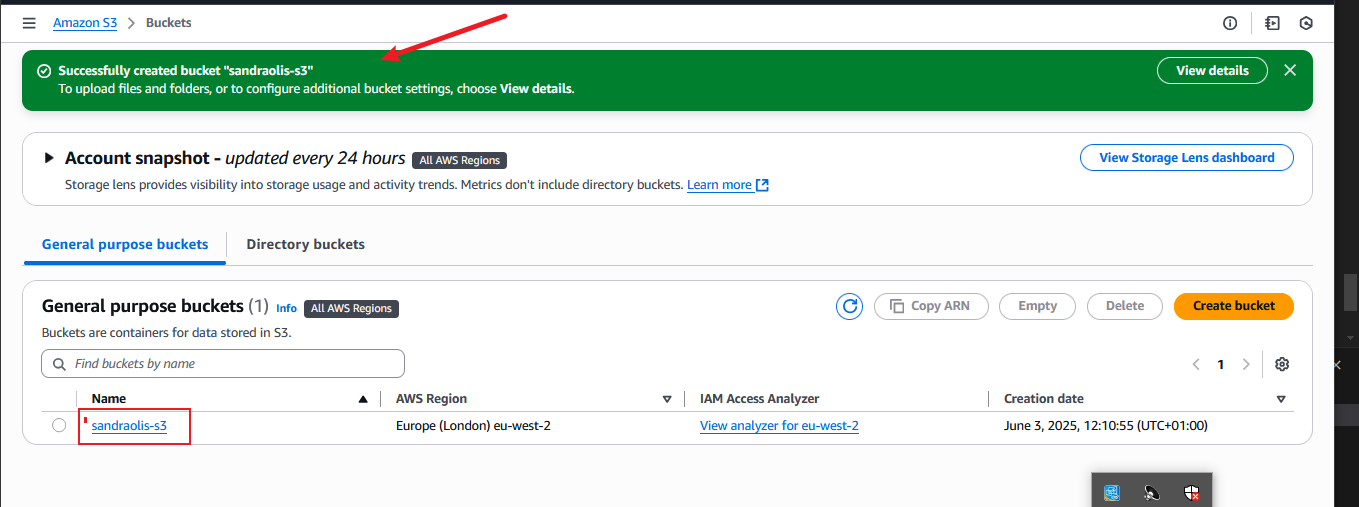 Amazon S3 > Buckets
Successfully created bucket "sandraolis-s3"
To upload files and folders, or to configure additional bucket settings, choose View details.
View details
Account snapshot - updated every 24 hours All AWS Regions
View Storage Lens dashboard
Storage lens provides visibility into storage usage and activity trends. Metrics don't include directory buckets. Learn more
General purpose buckets Directory buckets
General purpose buckets (1) Info All AWS Regions
Copy ARN Empty Delete Create bucket
Buckets are containers for data stored in S3.
Find buckets by name
1
Name AWS Region IAM Access Analyzer Creation date
sandraolis-s3 Europe (London) eu-west-2 View analyzer for eu-west-2 June 3, 2025, 12:10:55 (UTC+01:00)